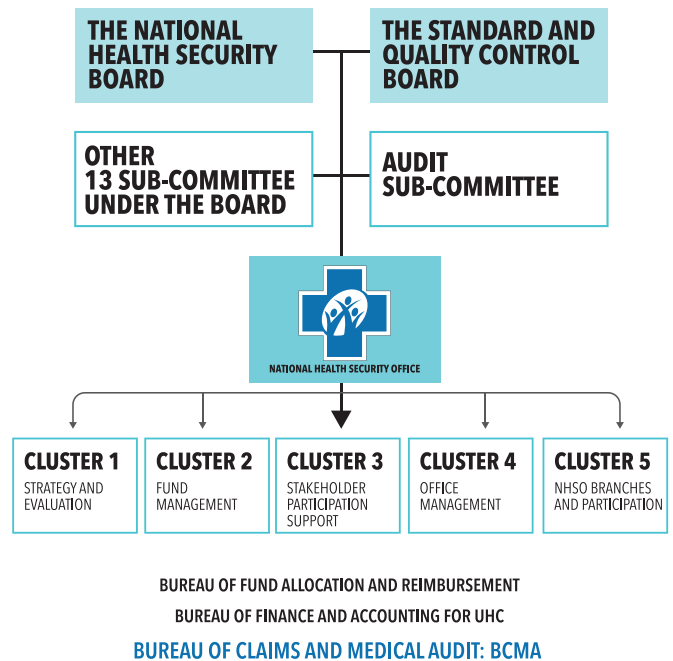 THE NATIONAL
HEALTH SECURITY
BOARD
THE STANDARD AND
QUALITY CONTROL
BOARD
OTHER
13 SUB-COMMITTEE
UNDER THE BOARD
AUDIT
SUB-COMMITTEE
NATIONAL HEALTH SECURITY OFFICE
CLUSTER 1
STRATEGY AND
EVALUATION
CLUSTER 2
FUND
MANAGEMENT
CLUSTER 3
STAKEHOLDER
PARTICIPATION
SUPPORT
CLUSTER 4
OFFICE
MANAGEMENT
CLUSTER 5
NHSO BRANCHES
AND PARTICIPATION
BUREAU OF FUND ALLOCATION AND REIMBURSEMENT
BUREAU OF FINANCE AND ACCOUNTING FOR UHC
BUREAU OF CLAIMS AND MEDICAL AUDIT: BCMA